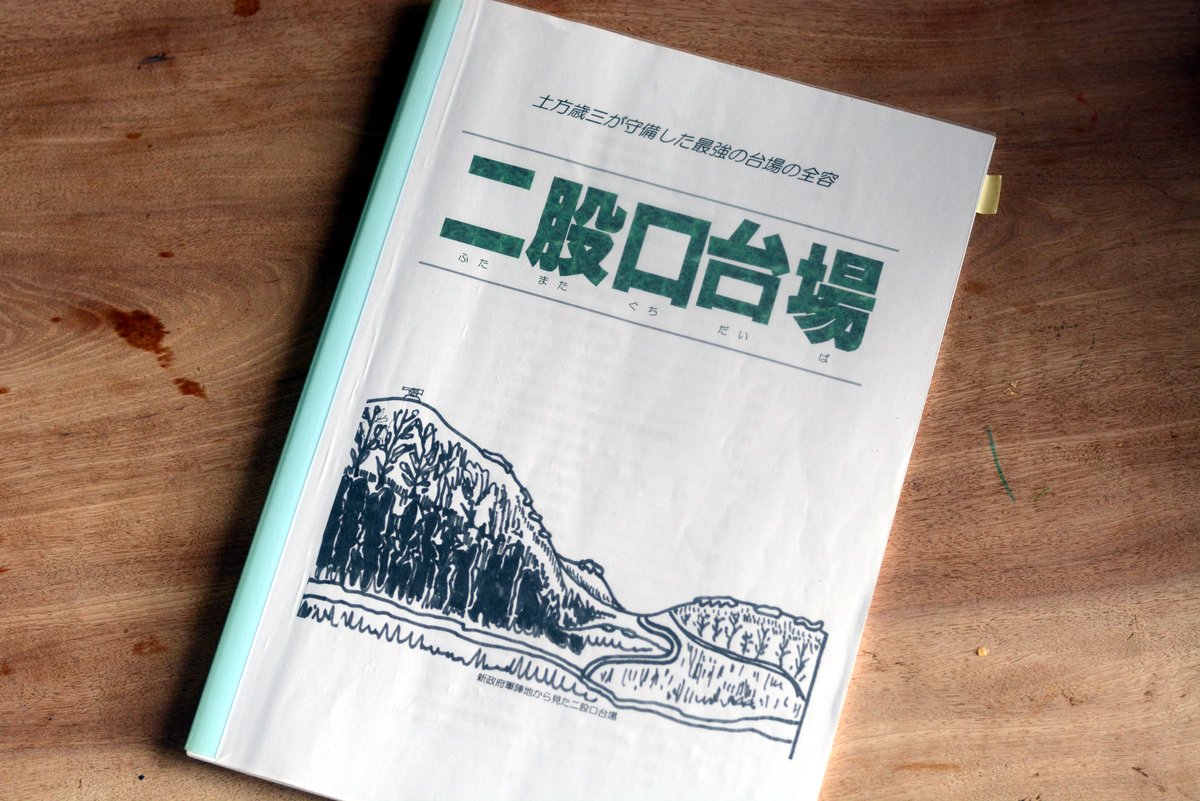 土方歳三が守備した最強の台場の全容
二股口台場
ふた また ぐち だい ば
新政府軍陣地から見た二股口台場